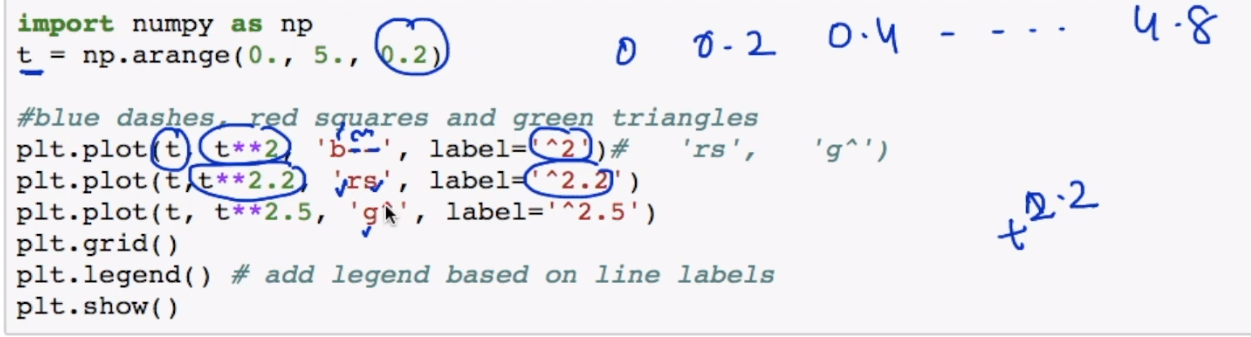 import numpy as np
t = np.arange(0., 5., 0.2)
0 0.2 0.4 - - - . . 4.8
#blue dashes, red squares and green triangles
plt.plot(t, t**2, 'b--', label='^2')#   'rs',    'g^')
plt.plot(t,t**2.2, 'rs', label='^2.2')
plt.plot(t, t**2.5, 'g^', label='^2.5')
t 2.2
plt.grid()
plt.legend() # add legend based on line labels
plt.show()